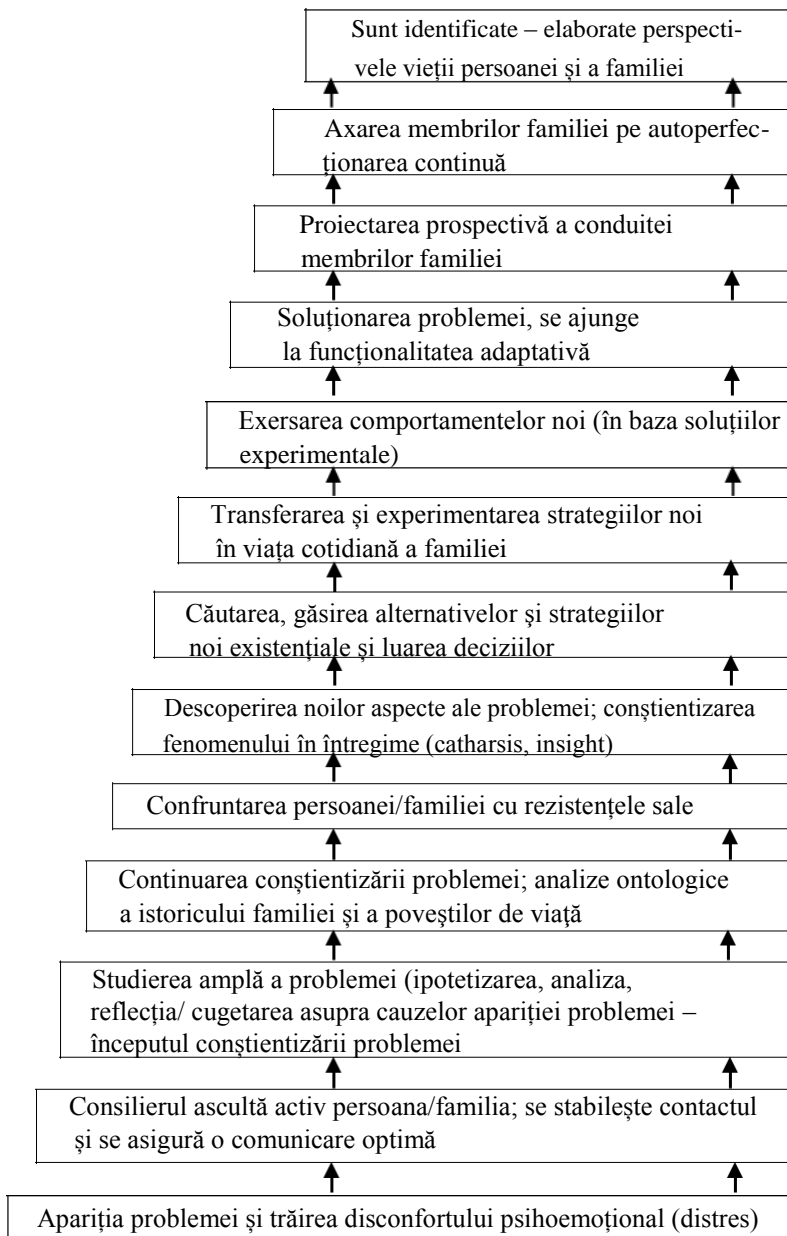 Sunt identificate – elaborate perspecti-
vele vieții persoanei și a familiei
Axarea membrilor familiei pe autoperfec-
ționarea continuă
Proiectarea prospectivă a conduitei
membrilor familiei
Soluționarea problemei, se ajunge
la funcționalitatea adaptativă
Exersarea comportamentelor noi (în baza soluțiilor
experimentale)
Transferarea și experimentarea strategiilor noi
în viața cotidiană a familiei
Căutarea, găsirea alternativelor şi strategiilor
noi existențiale și luarea deciziilor
Descoperirea noilor aspecte ale problemei; conștientizarea
fenomenului în întregime (catharsis, insight)
Confruntarea persoanei/familiei cu rezistențele sale
Continuarea conștientizării problemei; analize ontologice
a istoricului familiei și a poveştilor de viaţă
Studierea amplă a problemei (ipotetizarea, analiza,
reflecția/ cugetarea asupra cauzelor apariției problemei –
începutul conștientizării problemei
Consilierul ascultă activ persoana/familia; se stabilește contactul
și se asigură o comunicare optimă
Apariția problemei și trăirea disconfortului psihoemoțional (distres)